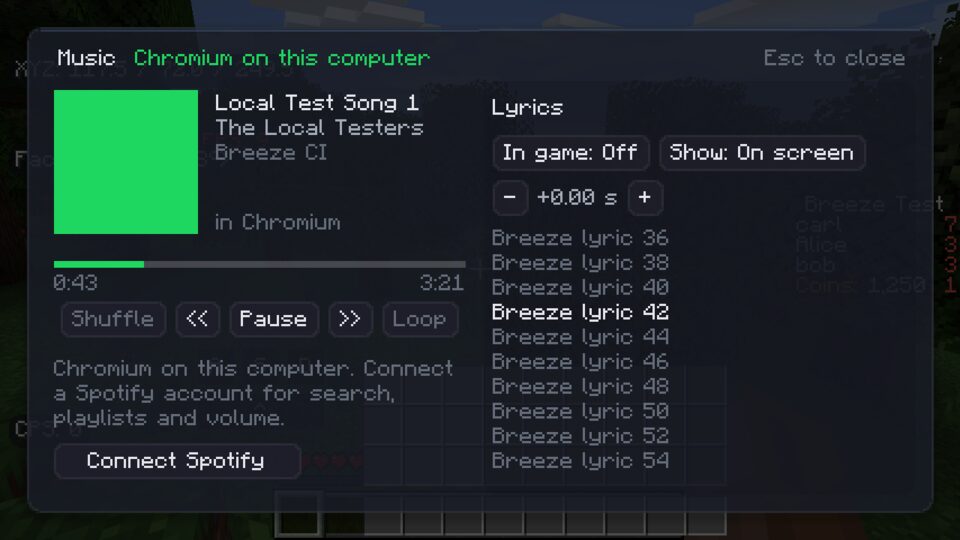 Music Chromium on this computer
Esc to close
Local Test Song 1
The Local Testers
Breeze CI
in Chromium
0:43
3:21
Shuffle << Pause >> Loop
Chromium on this computer. Connect
a Spotify account for search,
playlists and volume.
Connect Spotify
Lyrics
In game: Off Show: On screen
- +0.00 s +
Breeze lyric 36
Breeze lyric 38
Breeze lyric 40
Breeze lyric 42
Breeze lyric 44
Breeze lyric 46
Breeze lyric 48
Breeze lyric 50
Breeze lyric 52
Breeze lyric 54
Breeze Test
carl 7
Alice 3
bob 3
Coins: 1,250 1